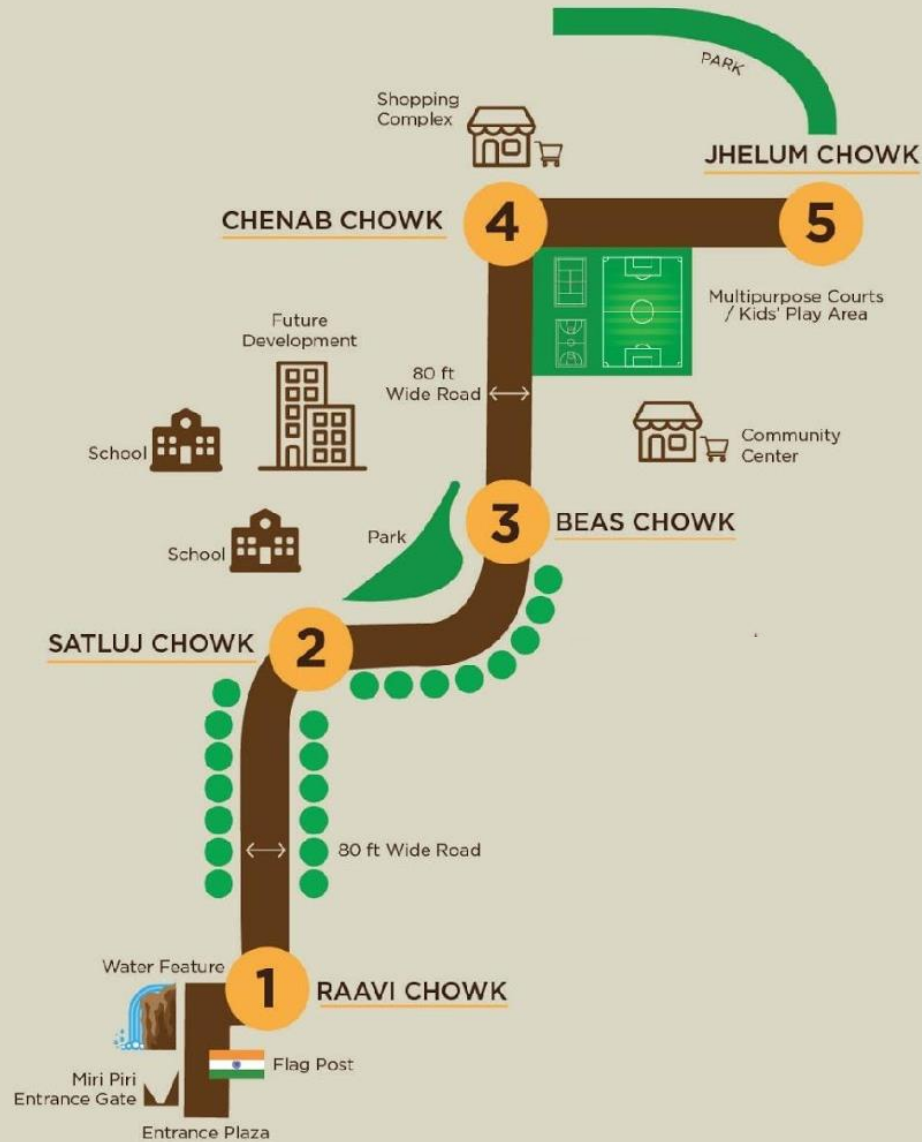 PARK
Shopping
Complex
JHELUM CHOWK
CHENAB CHOWK
4
5
Multipurpose Courts
/ Kids' Play Area
Future
Development
80 ft
Wide Road
School
Community
Center
3
BEAS CHOWK
Park
School
SATLUJ CHOWK
2
80 ft Wide Road
Water Feature
1
RAAVI CHOWK
Flag Post
Miri Piri
Entrance Gate
Entrance Plaza